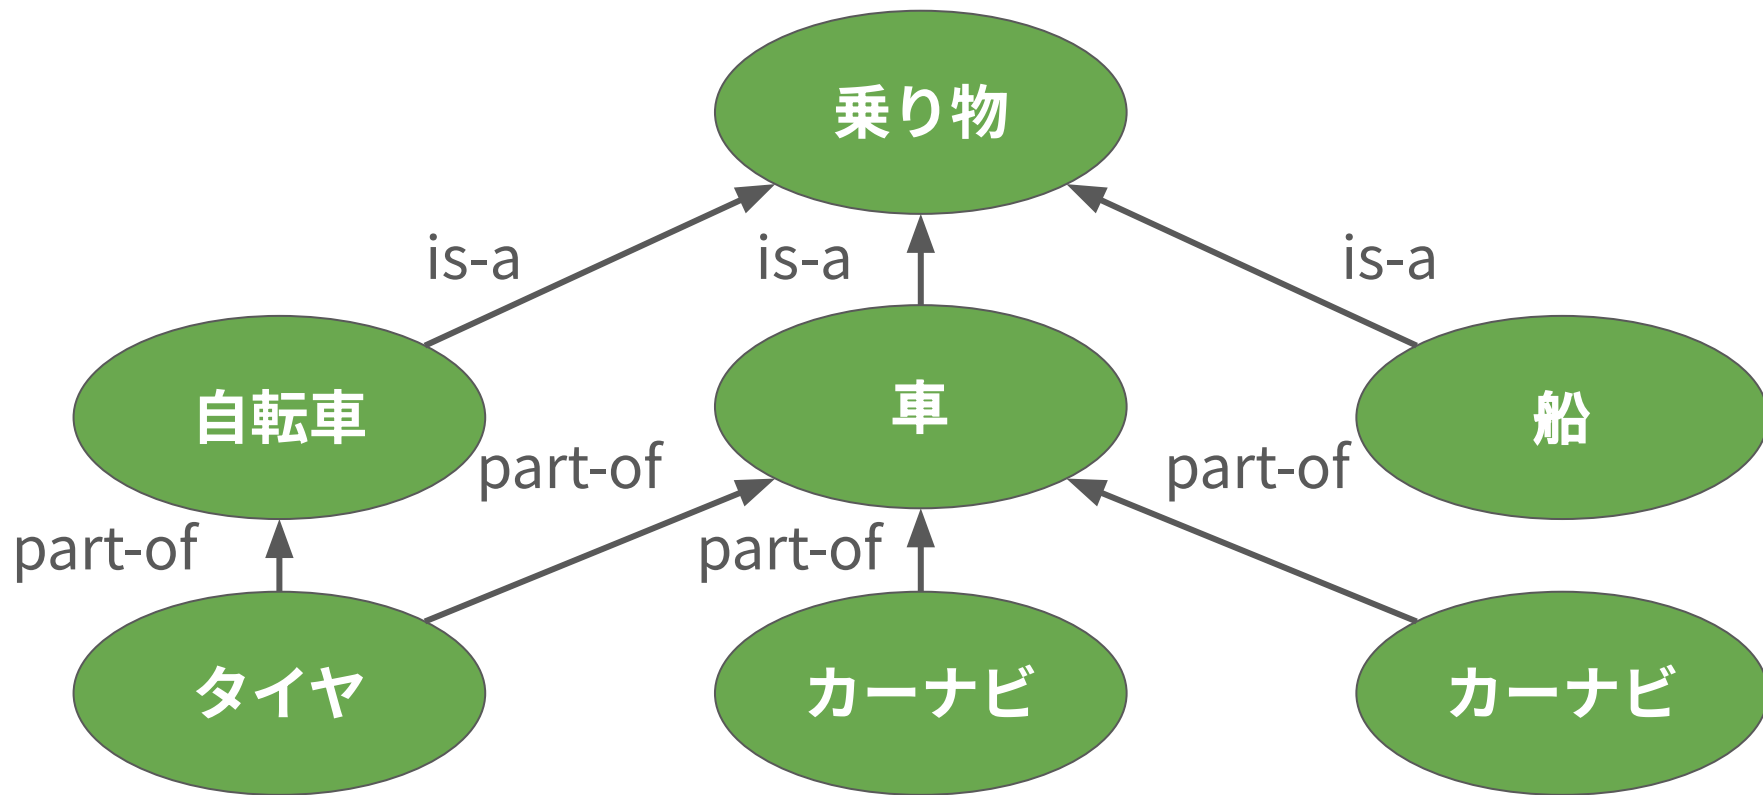 乗り物
is-a
is-a
is-a
自転車
車
船
part-of
part-of
part-of
part-of
タイヤ
カーナビ
カーナビ